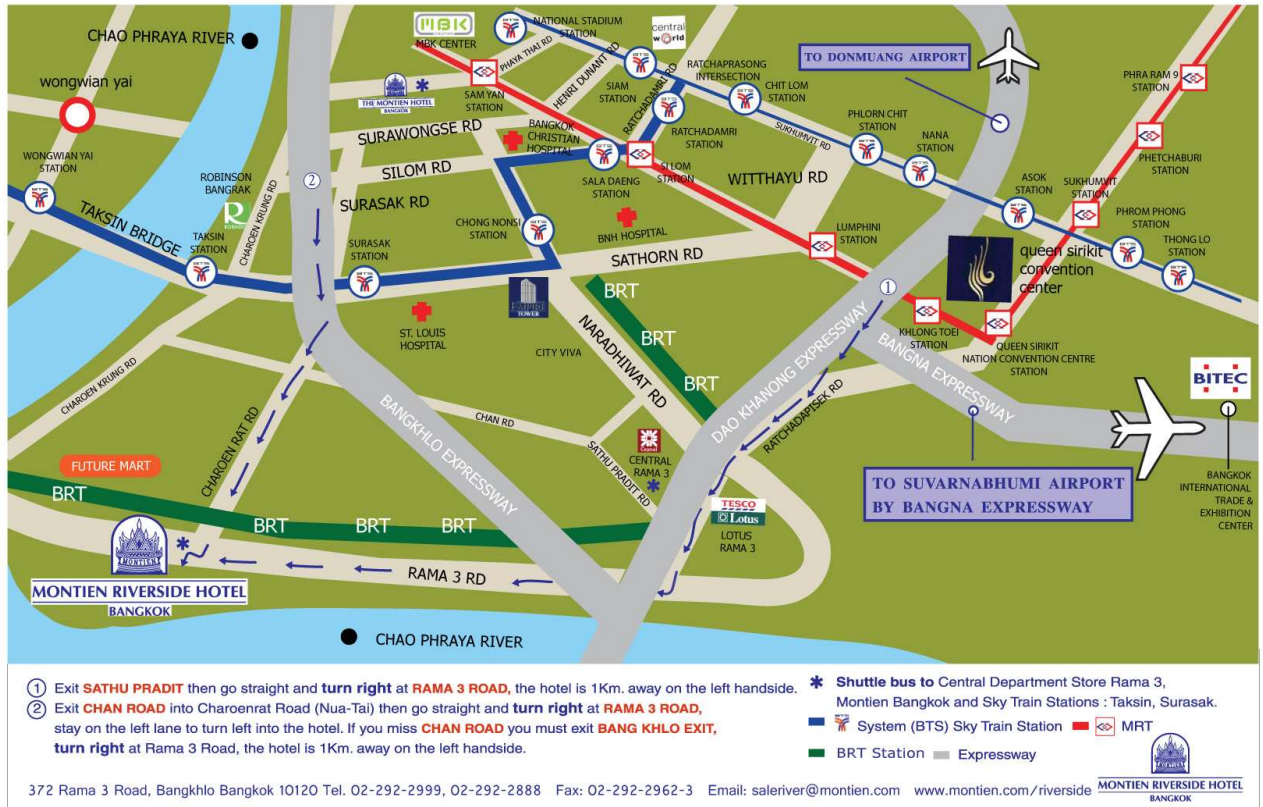 MBK
CENTER
MBK CENTER
NATIONAL STADIUM
STATION
central
world
CHAO PHRAYA RIVER
PHAYA THAI RD
HENRI DUNANT RD
TO DONMUANG AIRPORT
wongwian yai
THE MONTIEN HOTEL
BANGKOK
SAM YAN
STATION
SIAM
STATION
RATCHADAMRI RD
RATCHAPRASONG
INTERSECTION
CHIT LOM
STATION
PHRA RAM 9
STATION
SURAWONGSE RD
BANGKOK
CHRISTIAN
HOSPITAL
RATCHADAMRI
STATION
SUKHUMVIT RD
PHLORN CHIT
STATION
NANA
STATION
PHETCHABURI
STATION
WONGWIAN YAI
STATION
ROBINSON
BANGRAK
SILOM RD
SALA DAENG
STATION
SI LOM
STATION
WITTHAYU RD
ASOK
STATION
SUKHUMVIT
STATION
2
SURASAK RD
CHAROEN KRUNG RD
TAKSIN BRIDGE
TAKSIN
STATION
SURASAK
STATION
CHONG NONSI
STATION
BNH HOSPITAL
LUMPHINI
STATION
PHROM PHONG
STATION
THONG LO
STATION
SATHORN RD
queen sirikit
convention
center
EMPIRE
TOWER
BRT
1
ST. LOUIS
HOSPITAL
CITY VIVA
NARADHIWAT RD
BRT
BRT
DAO KHANONG EXPRESSWAY
BANGNA EXPRESSWAY
KHLONG TOEI
STATION
QUEEN SIRIKIT
NATION CONVENTION CENTRE
STATION
BITEC
CHAROEN KRUNG RD
CHAROEN RAT RD
BANGKHLO EXPRESSWAY
CHAN RD
SATHU PRADIT RD
Central
CENTRAL
RAMA 3
RATCHADAPISEK RD
FUTURE MART
BRT
BRT
BRT
BRT
TESCO
Lotus
LOTUS
RAMA 3
TO SUVARNABHUMI AIRPORT
BY BANGNA EXPRESSWAY
BANGKOK
INTERNATIONAL
TRADE &
EXHIBITION
CENTER
MONTIEN
MONTIEN RIVERSIDE HOTEL
BANGKOK
RAMA 3 RD
CHAO PHRAYA RIVER
1 Exit SATHU PRADIT then go straight and turn right at RAMA 3 ROAD, the hotel is 1Km. away on the left handside.
2 Exit CHAN ROAD into Charoenrat Road (Nua-Tai) then go straight and turn right at RAMA 3 ROAD,
stay on the left lane to turn left into the hotel. If you miss CHAN ROAD you must exit BANG KHLO EXIT,
turn right at Rama 3 Road, the hotel is 1Km. away on the left handside.
* Shuttle bus to Central Department Store Rama 3,
Montien Bangkok and Sky Train Stations : Taksin, Surasak.
System (BTS) Sky Train Station MRT
BRT Station Expressway
372 Rama 3 Road, Bangkhlo Bangkok 10120 Tel. 02-292-2999, 02-292-2888 Fax: 02-292-2962-3 Email: saleriver@montien.com www.montien.com/riverside
MONTIEN RIVERSIDE HOTEL
BANGKOK